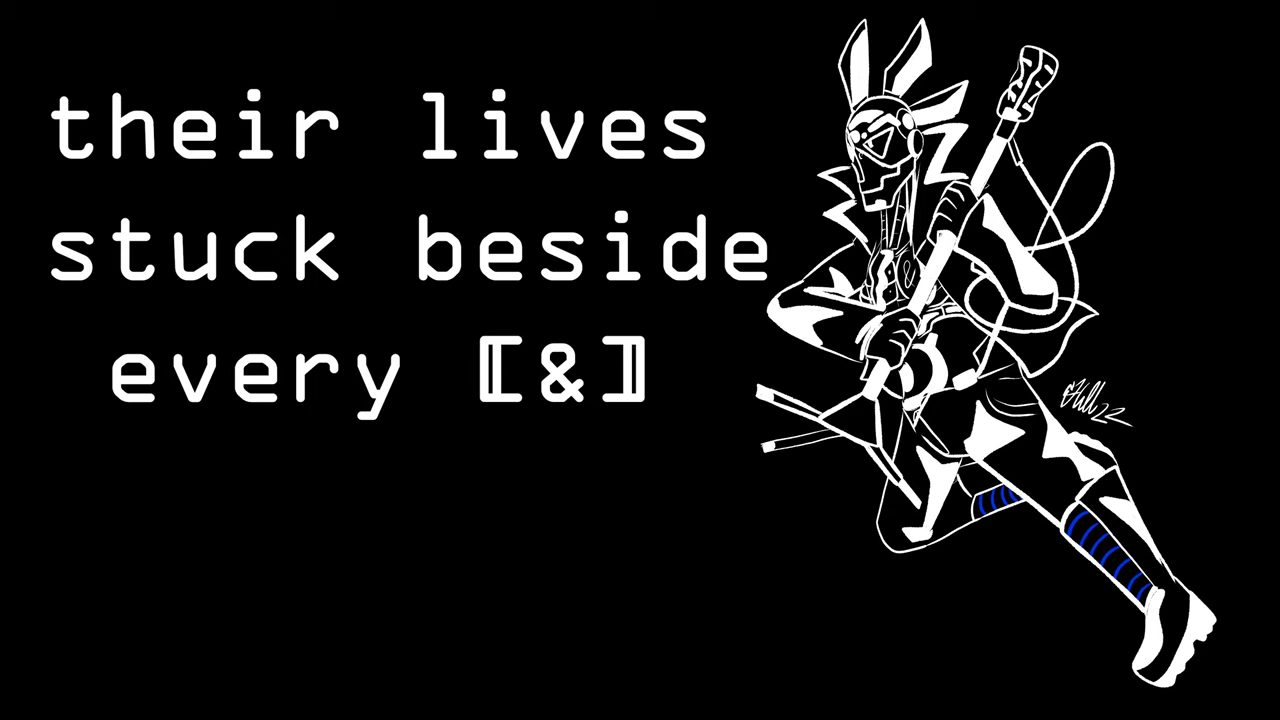 their lives
stuck beside
every ⟦&⟧